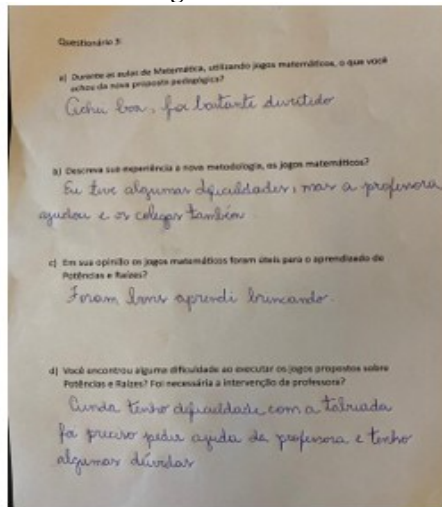 Questionário 3:
a) Durante as aulas de Matemática, utilizando jogos matemáticos, o que você
achou da nova proposta pedagógica?
Achei boa, foi bastante divertido
b) Descreva sua experiência a nova metodologia, os jogos matemáticos?
Eu tive algumas dificuldades, mas a professora
ajudou e os colegas também.
c) Em sua opinião os jogos matemáticos foram úteis para o aprendizado de
Potências e Raízes?
Foram bons aprendi brincando.
d) Você encontrou alguma dificuldade ao executar os jogos propostos sobre
Potências e Raízes? Foi necessária a intervenção da professora?
Ainda tenho dificuldade com a tabuada
foi preciso pedir ajuda da professora e tenho
algumas dúvidas